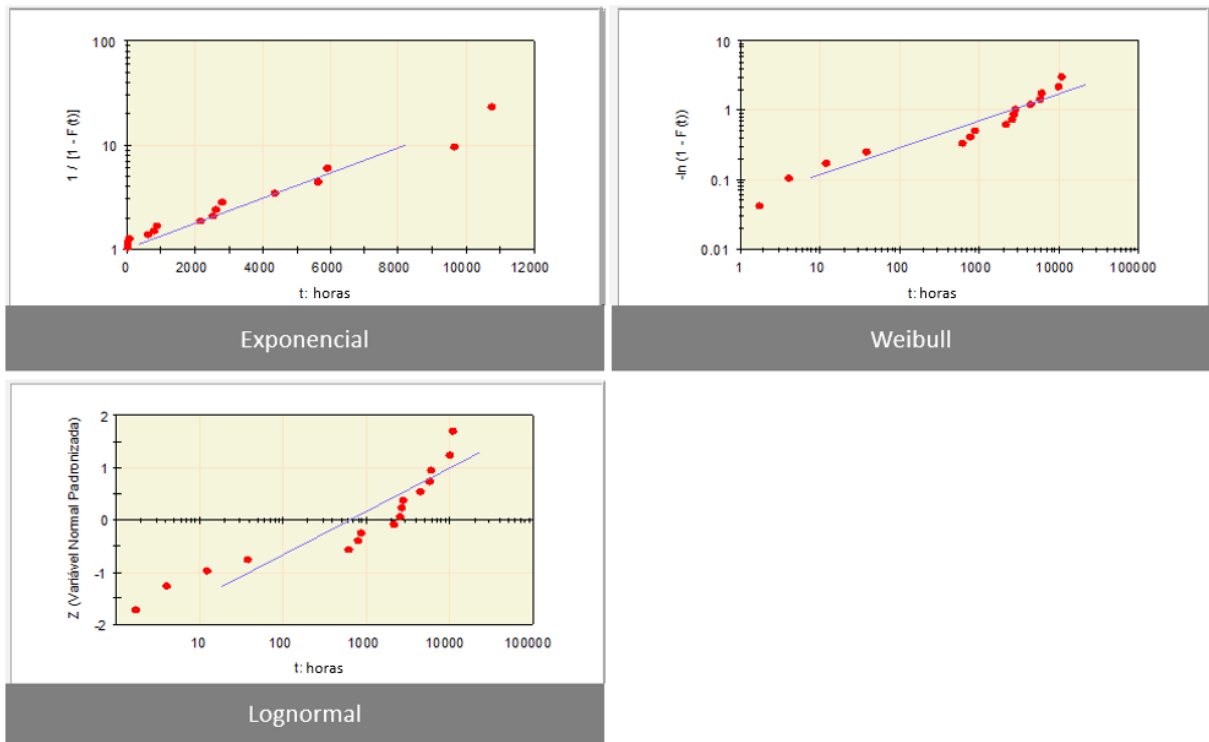 100
10
1
1 / [1 - F(t)]
0 2000 4000 6000 8000 10000 12000
t: horas
Exponencial
10
1
0.1
0.01
-ln (1 - F(t))
1 10 100 1000 10000 100000
t: horas
Weibull
2
1
0
-1
-2
Z (Variável Normal Padronizada)
10 100 1000 10000 100000
t: horas
Lognormal